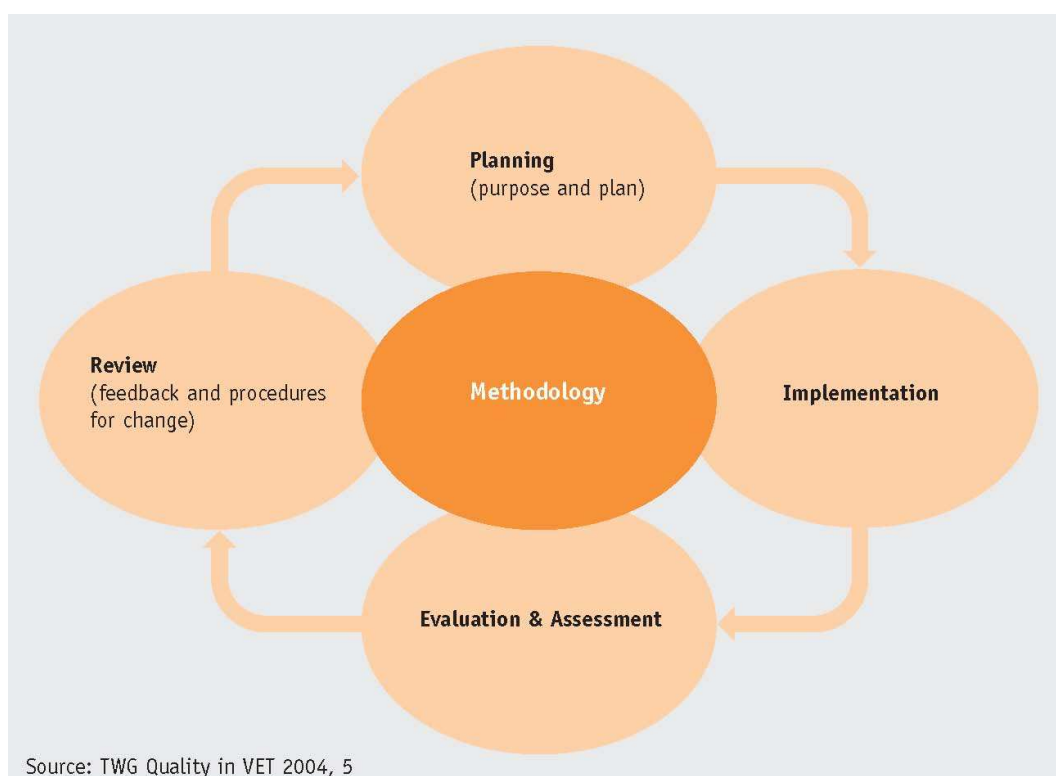 Planning
(purpose and plan)
Review
(feedback and procedures
for change)
Methodology
Implementation
Evaluation & Assessment
Source: TWG Quality in VET 2004, 5